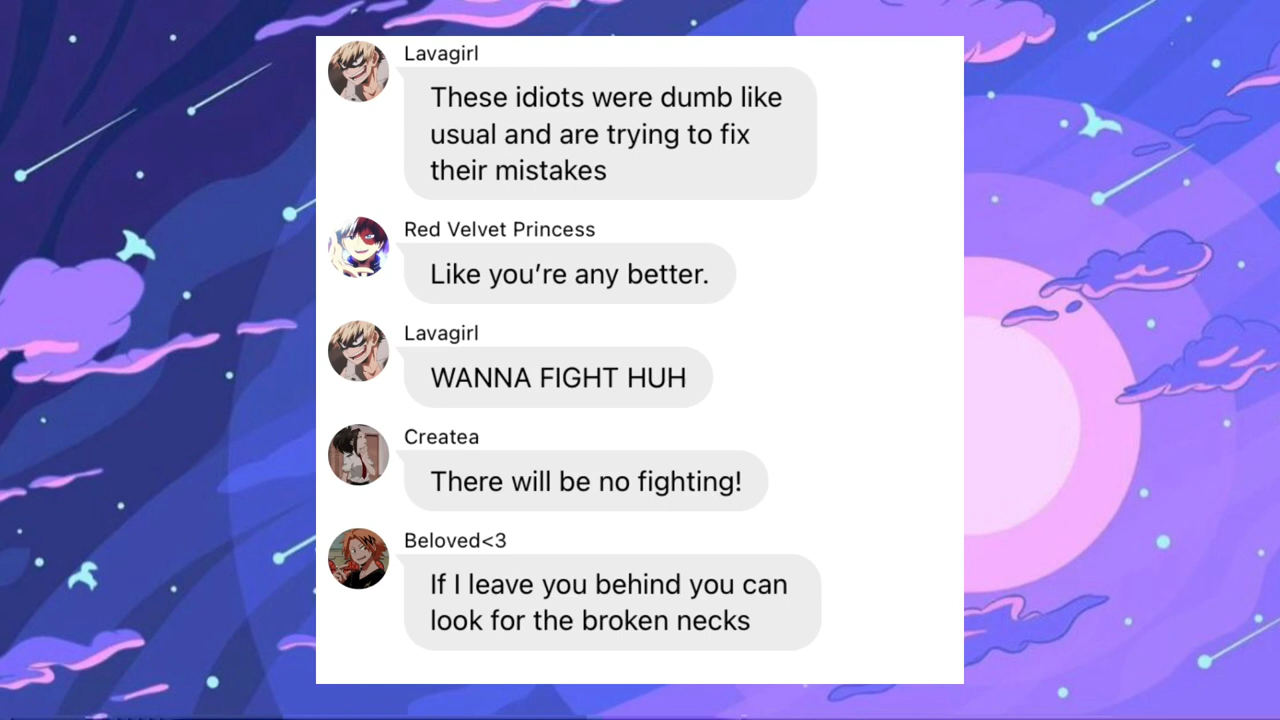 Lavagirl
These idiots were dumb like
usual and are trying to fix
their mistakes
Red Velvet Princess
Like you’re any better.
Lavagirl
WANNA FIGHT HUH
Createa
There will be no fighting!
Beloved<3
If I leave you behind you can
look for the broken necks